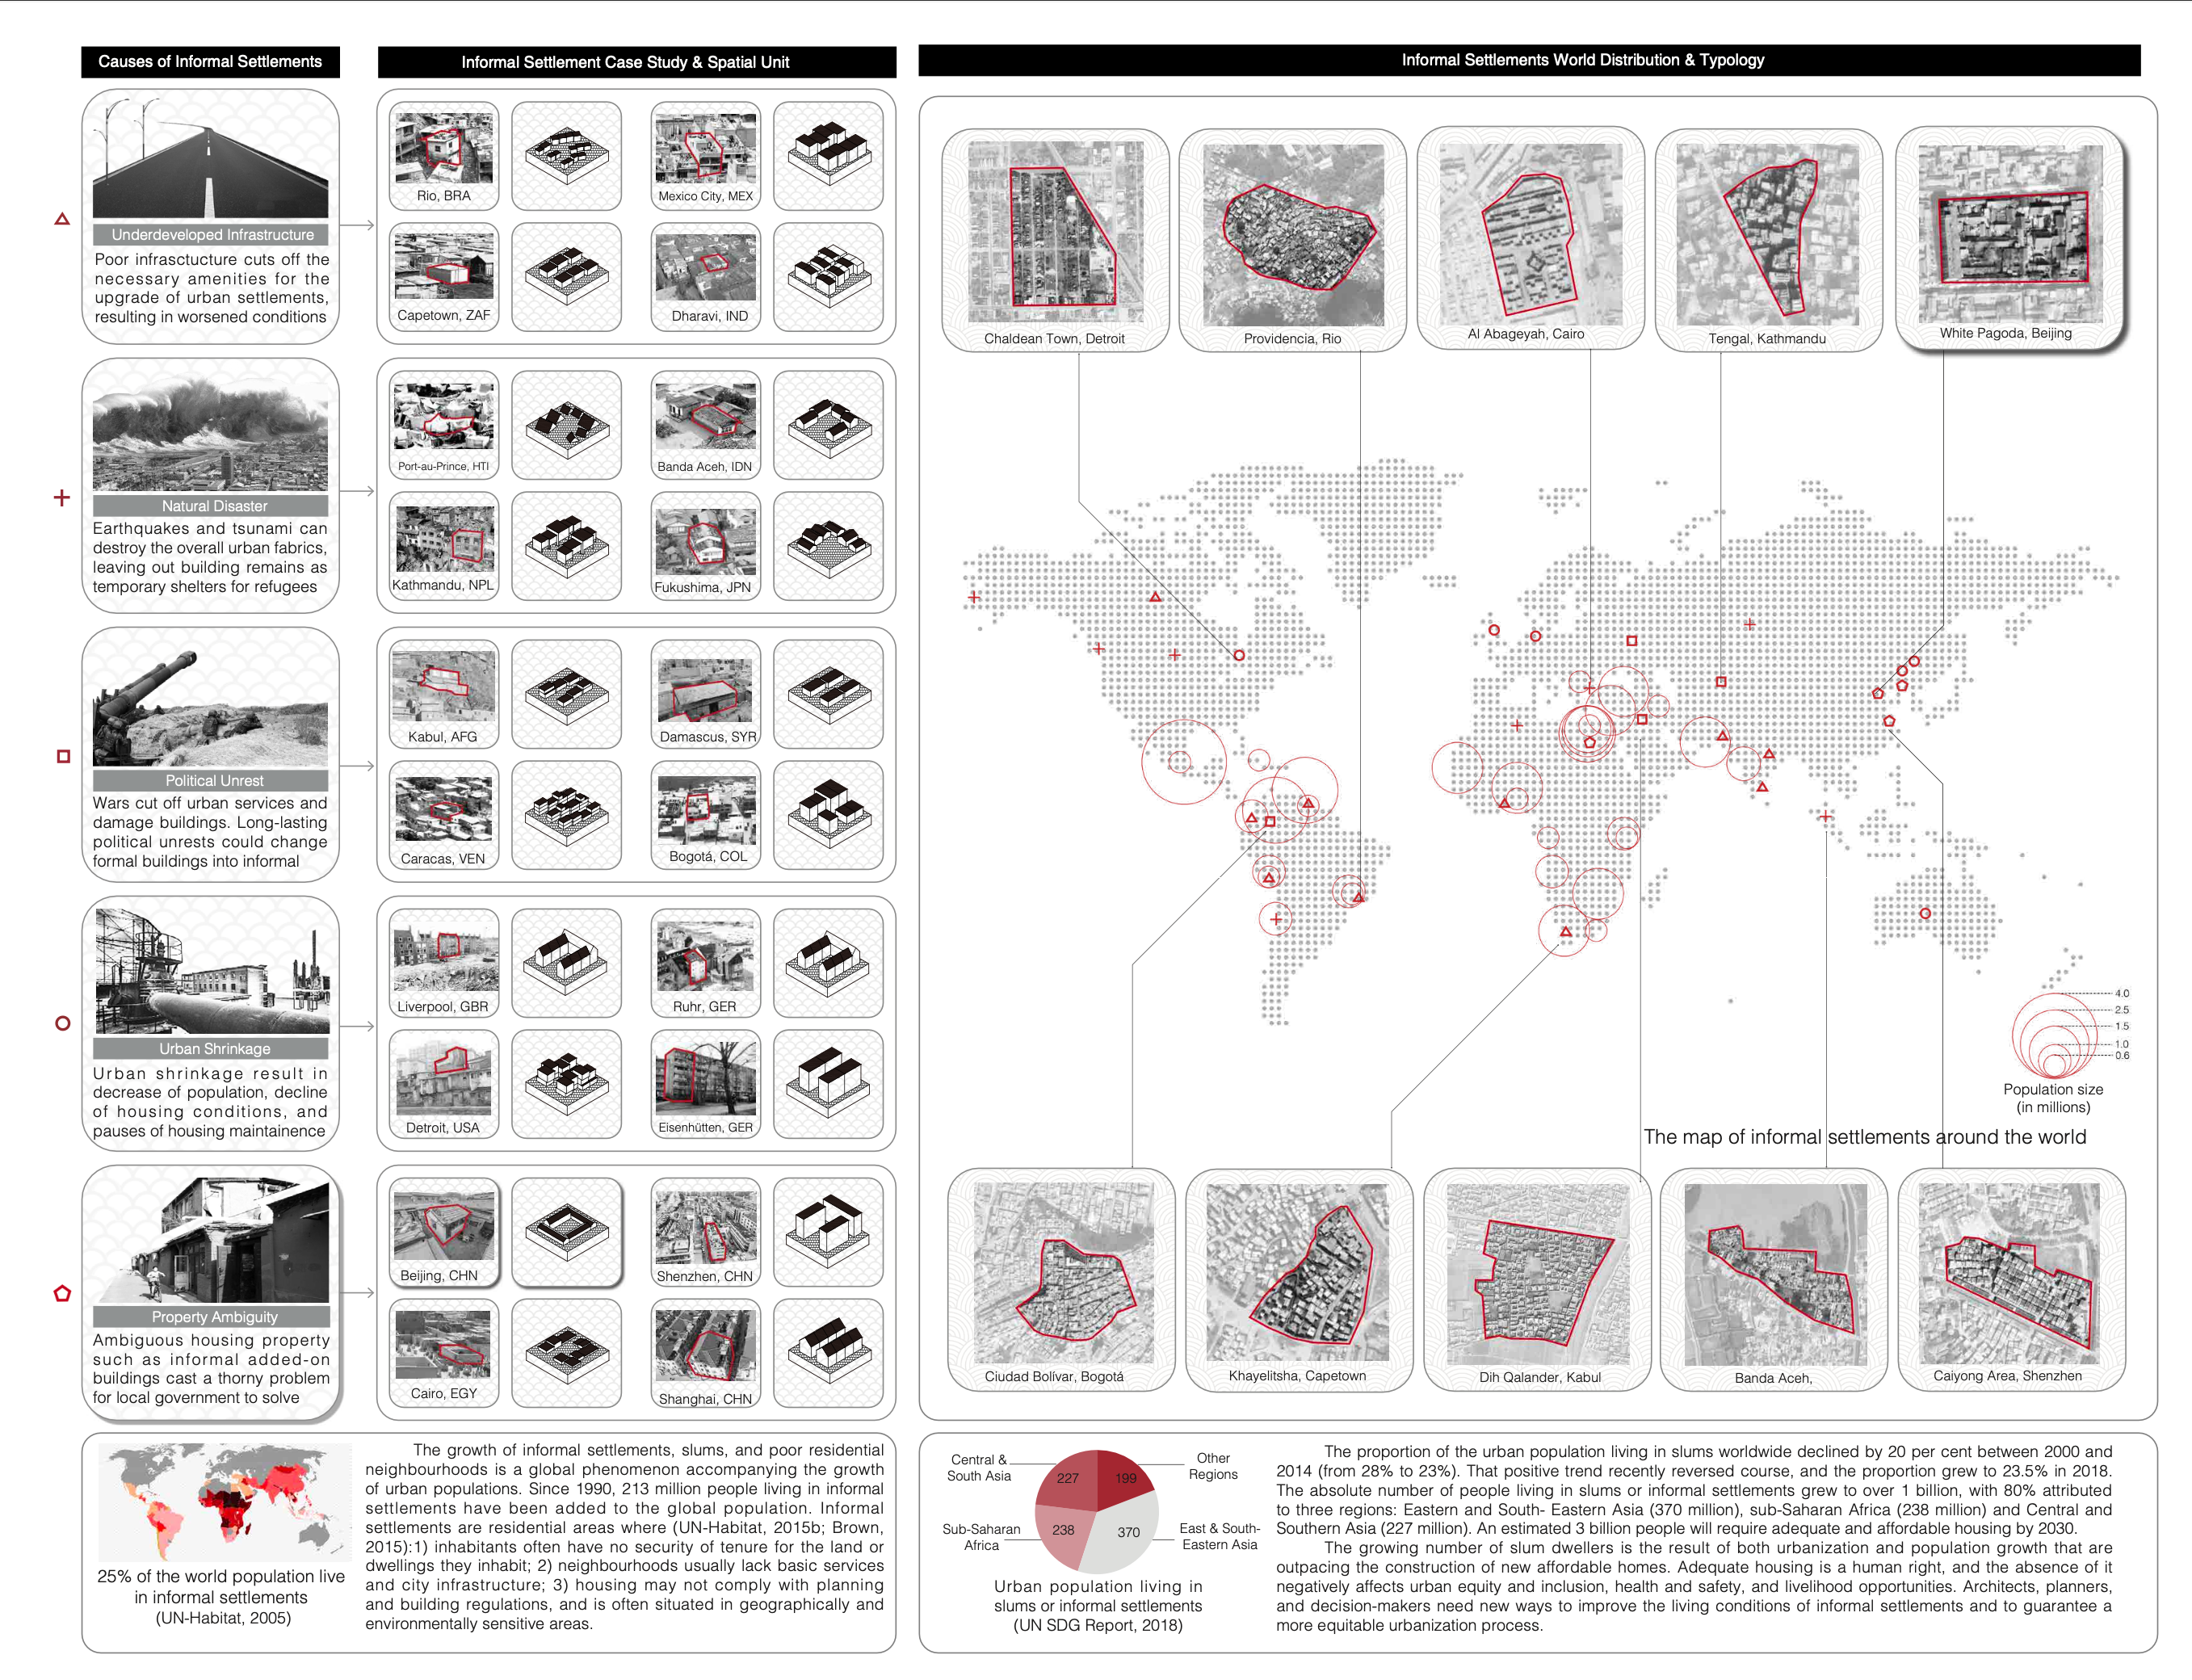 Causes of Informal Settlements
Underdeveloped Infrastructure
Poor infrasctucture cuts off the
necessary amenities for the
upgrade of urban settlements,
resulting in worsened conditions
Natural Disaster
Earthquakes and tsunami can
destroy the overall urban fabrics,
leaving out building remains as
temporary shelters for refugees
Political Unrest
Wars cut off urban services and
damage buildings. Long-lasting
political unrests could change
formal buildings into informal
Urban Shrinkage
Urban shrinkage result in
decrease of population, decline
of housing conditions, and
pauses of housing maintainence
Property Ambiguity
Ambiguous housing property
such as informal added-on
buildings cast a thorny problem
for local government to solve
Informal Settlement Case Study & Spatial Unit
Rio, BRA
Mexico City, MEX
Capetown, ZAF
Dharavi, IND
Port-au-Prince, HTI
Banda Aceh, IDN
Kathmandu, NPL
Fukushima, JPN
Kabul, AFG
Damascus, SYR
Caracas, VEN
Bogotá, COL
Liverpool, GBR
Ruhr, GER
Detroit, USA
Eisenhütten, GER
Beijing, CHN
Shenzhen, CHN
Cairo, EGY
Shanghai, CHN
Informal Settlements World Distribution & Typology
Chaldean Town, Detroit
Providencia, Rio
Al Abageyah, Cairo
Tengal, Kathmandu
White Pagoda, Beijing
4.0
2.5
1.5
1.0
0.6
Population size
(in millions)
The map of informal settlements around the world
Ciudad Bolívar, Bogotá
Khayelitsha, Capetown
Dih Qalander, Kabul
Banda Aceh,
Caiyong Area, Shenzhen
25% of the world population live
in informal settlements
(UN-Habitat, 2005)
The growth of informal settlements, slums, and poor residential
neighbourhoods is a global phenomenon accompanying the growth
of urban populations. Since 1990, 213 million people living in informal
settlements have been added to the global population. Informal
settlements are residential areas where (UN-Habitat, 2015b; Brown,
2015):1) inhabitants often have no security of tenure for the land or
dwellings they inhabit; 2) neighbourhoods usually lack basic services
and city infrastructure; 3) housing may not comply with planning
and building regulations, and is often situated in geographically and
environmentally sensitive areas.
Central &
South Asia
227
199
Other
Regions
Sub-Saharan
Africa
238
370
East & South-
Eastern Asia
Urban population living in
slums or informal settlements
(UN SDG Report, 2018)
The proportion of the urban population living in slums worldwide declined by 20 per cent between 2000 and
2014 (from 28% to 23%). That positive trend recently reversed course, and the proportion grew to 23.5% in 2018.
The absolute number of people living in slums or informal settlements grew to over 1 billion, with 80% attributed
to three regions: Eastern and South- Eastern Asia (370 million), sub-Saharan Africa (238 million) and Central and
Southern Asia (227 million). An estimated 3 billion people will require adequate and affordable housing by 2030.
The growing number of slum dwellers is the result of both urbanization and population growth that are
outpacing the construction of new affordable homes. Adequate housing is a human right, and the absence of it
negatively affects urban equity and inclusion, health and safety, and livelihood opportunities. Architects, planners,
and decision-makers need new ways to improve the living conditions of informal settlements and to guarantee a
more equitable urbanization process.